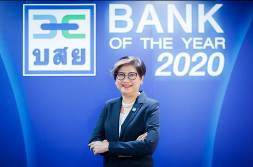 บสย
BANK
OF THE YEAR
2020